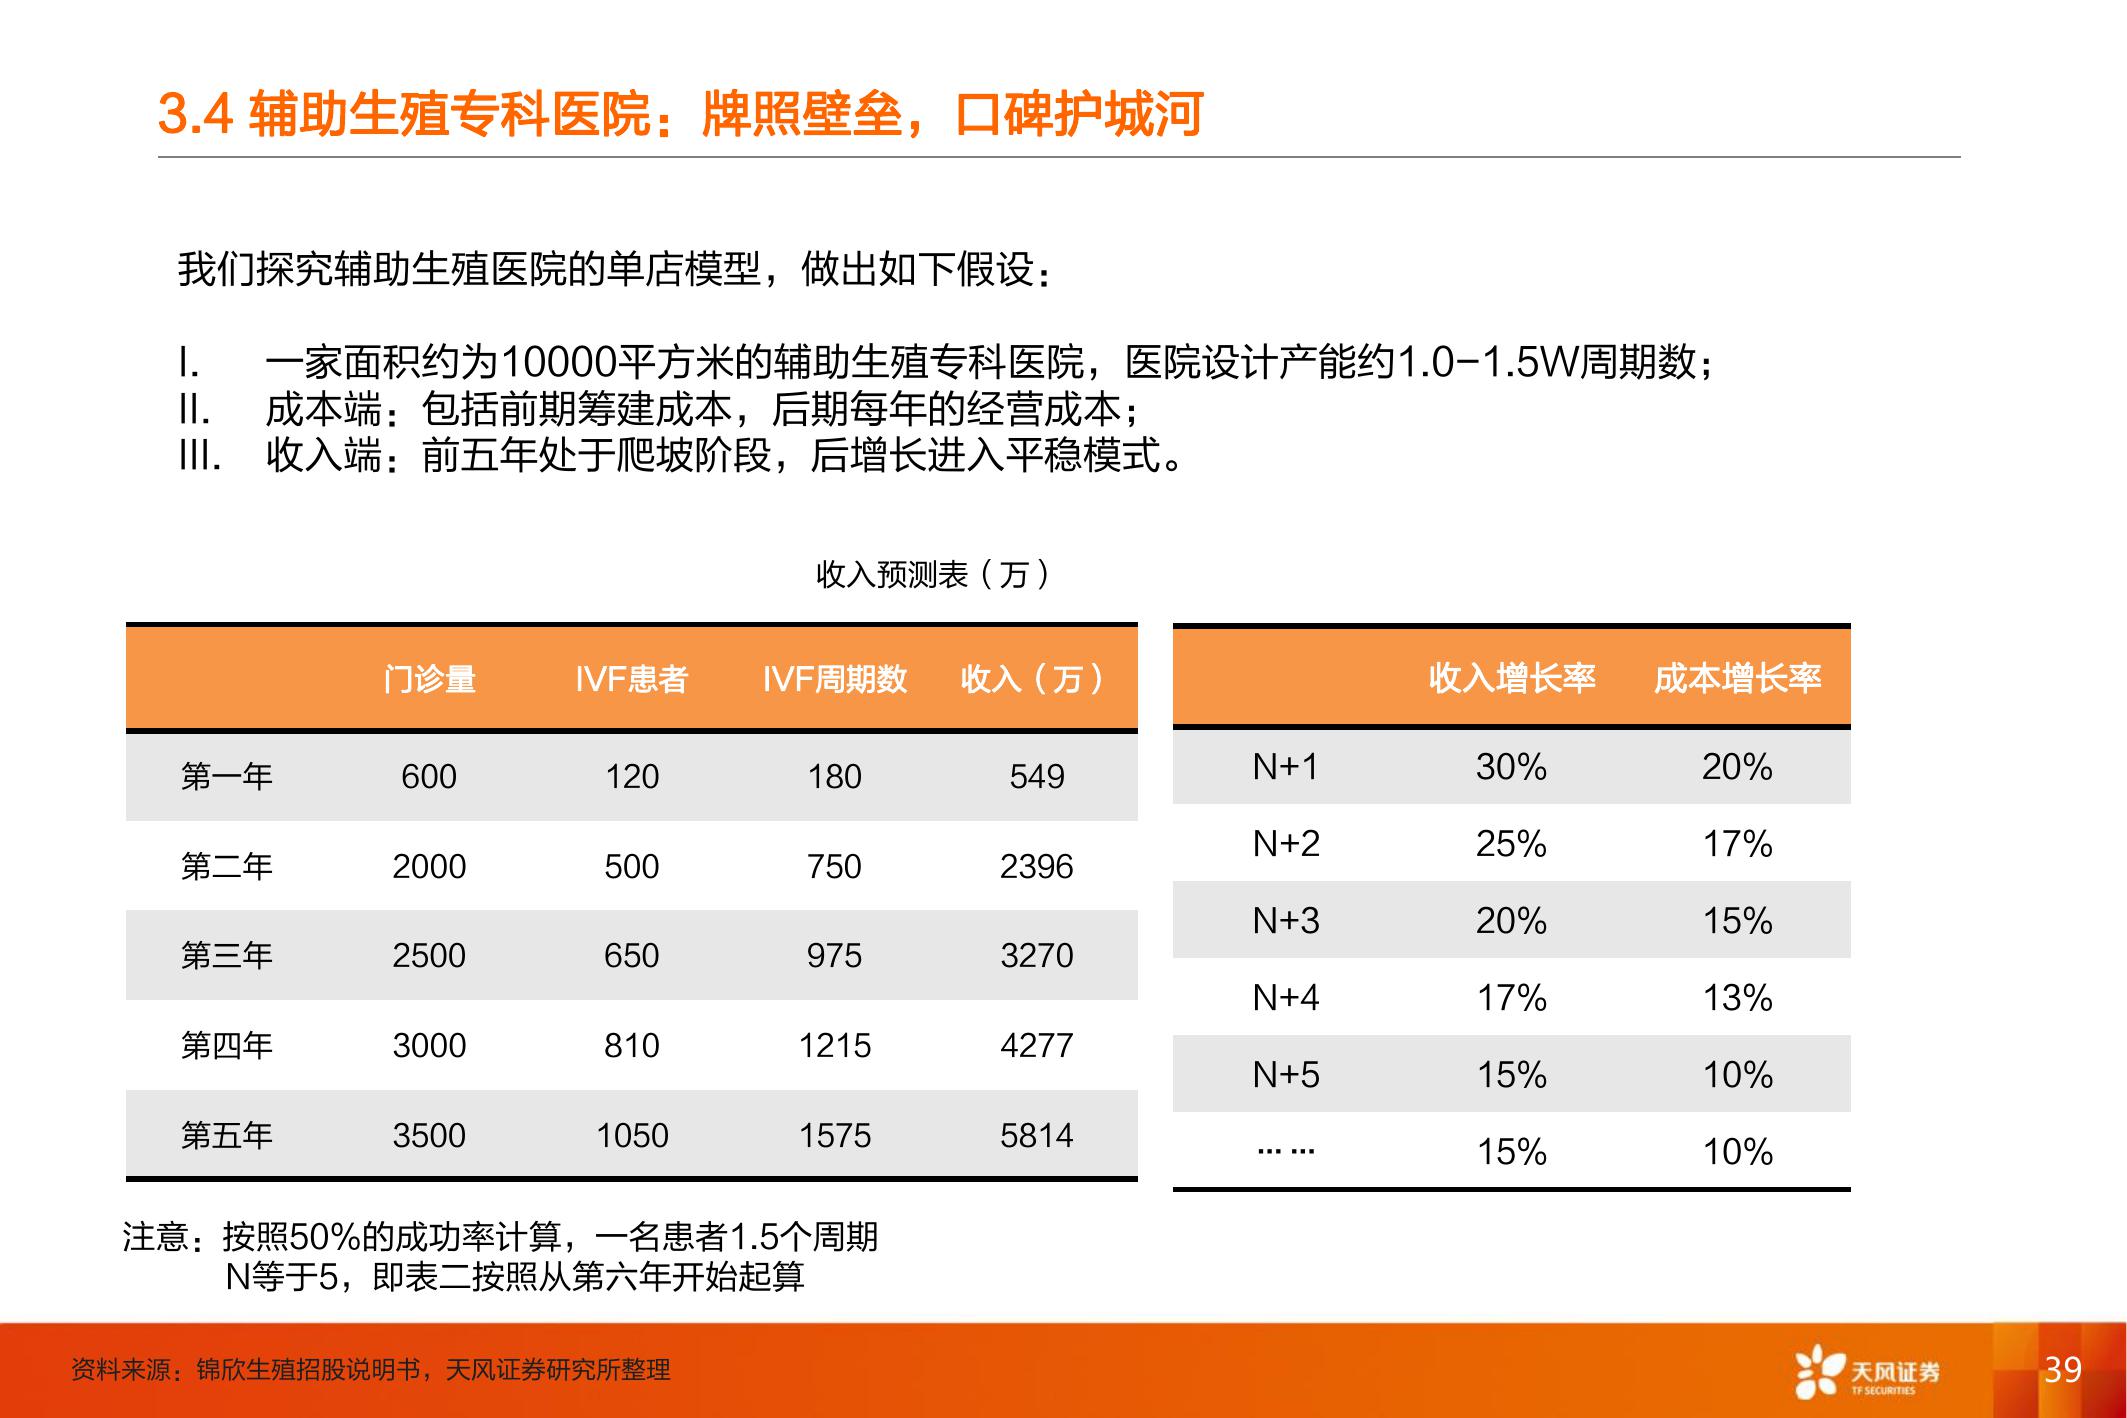 3.4 辅助生殖专科医院：牌照壁垒，口碑护城河
我们探究辅助生殖医院的单店模型，做出如下假设：
I. 一家面积约为10000平方米的辅助生殖专科医院，医院设计产能约1.0-1.5W周期数；
II. 成本端：包括前期筹建成本，后期每年的经营成本；
III. 收入端：前五年处于爬坡阶段，后增长进入平稳模式。
收入预测表（万）
门诊量 IVF患者 IVF周期数 收入（万）
第一年 600 120 180 549
第二年 2000 500 750 2396
第三年 2500 650 975 3270
第四年 3000 810 1215 4277
第五年 3500 1050 1575 5814
收入增长率 成本增长率
N+1 30% 20%
N+2 25% 17%
N+3 20% 15%
N+4 17% 13%
N+5 15% 10%
…… 15% 10%
注意：按照50%的成功率计算，一名患者1.5个周期
N等于5，即表二按照从第六年开始起算
资料来源：锦欣生殖招股说明书，天风证券研究所整理
天风证券
TF SECURITIES
39